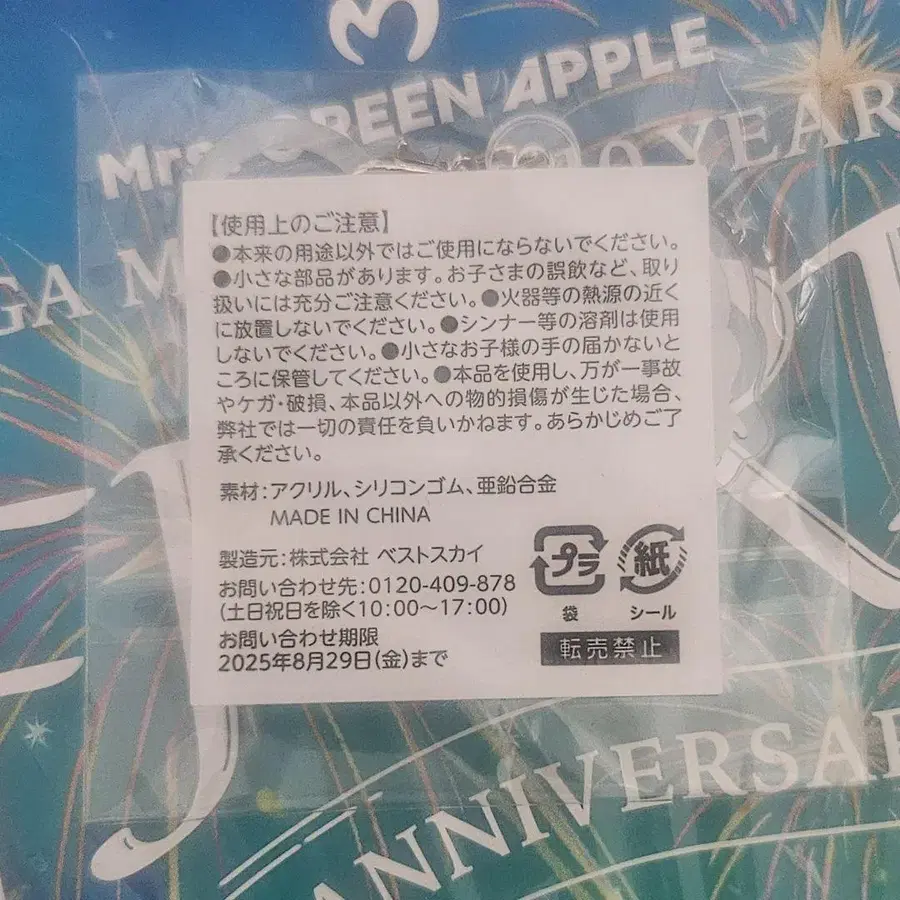 Mrs. GREEN APPLE
10 YEAR
GA M
【使用上のご注意】
●本来の用途以外ではご使用にならないでください。
●小さな部品があります。お子さまの誤飲など、取り
扱いには充分ご注意ください。●火器等の熱源の近く
に放置しないでください。●シンナー等の溶剤は使用
しないでください。●小さなお子様の手の届かないと
ころに保管してください。●本品を使用し、万が一事故
やケガ・破損、本品以外への物的損傷が生じた場合、
弊社では一切の責任を負いかねます。あらかじめご了
承ください。
素材:アクリル、シリコンゴム、亜鉛合金
MADE IN CHINA
製造元:株式会社 ベストスカイ
お問い合わせ先:0120-409-878
(土日祝日を除く10:00〜17:00)
お問い合わせ期限
2025年8月29日(金)まで
プラ
袋
紙
シール
転売禁止
ANNIVERSAR